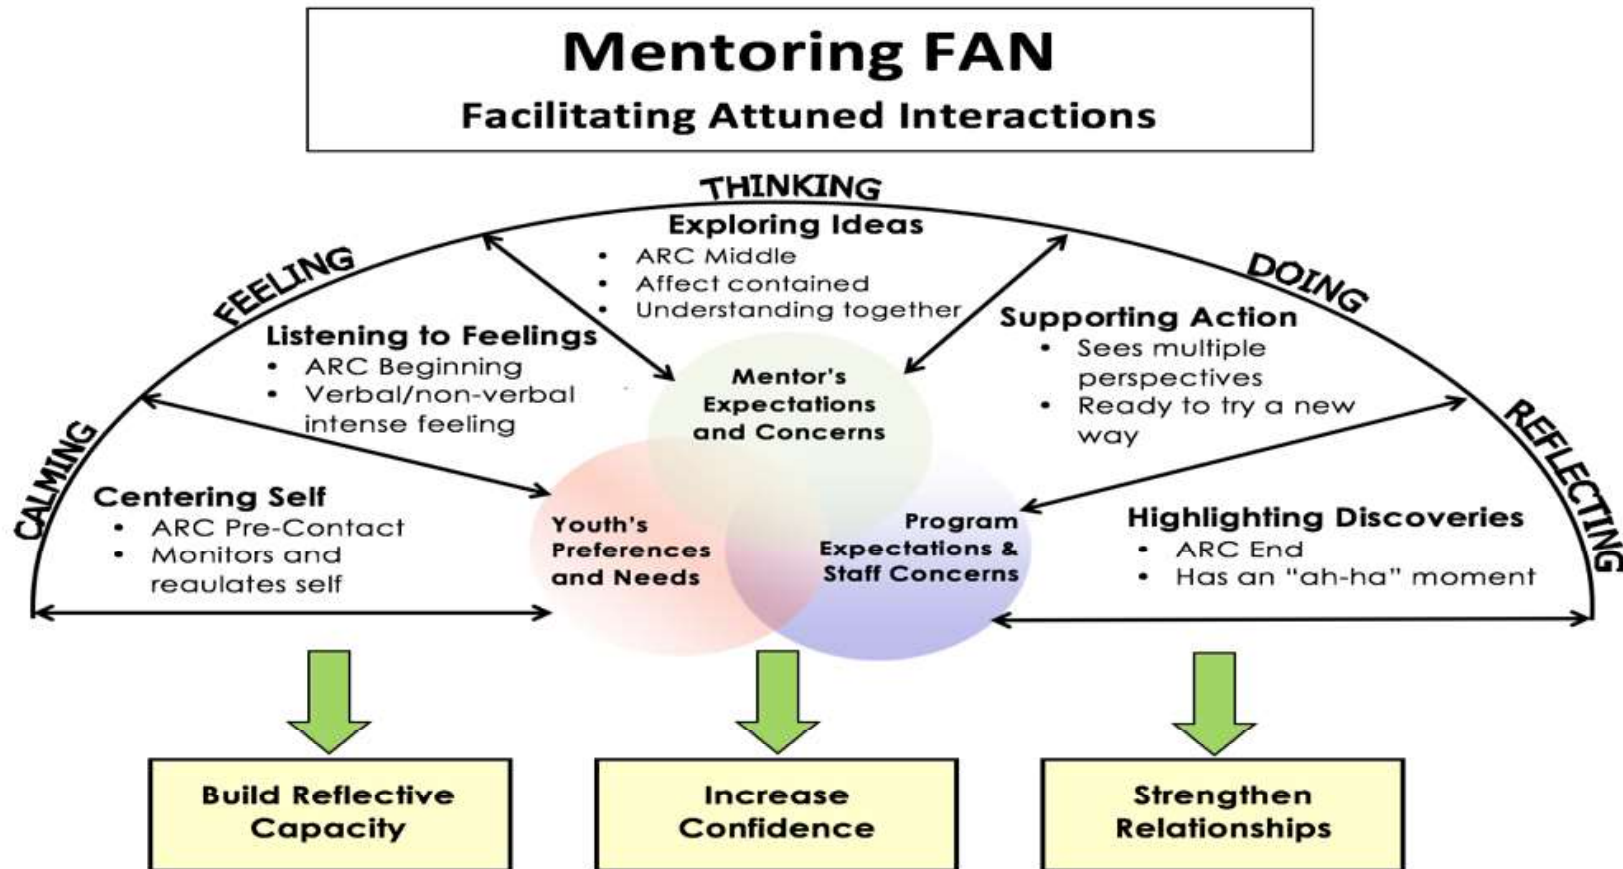 Mentoring FAN
Facilitating Attuned Interactions
CALMING
FEELING
THINKING
DOING
REFLECTING
Centering Self
• ARC Pre-Contact
• Monitors and
reaulates self
Listening to Feelings
• ARC Beginning
• Verbal/non-verbal
intense feeling
Exploring Ideas
• ARC Middle
• Affect contained
• Understanding together
Supporting Action
• Sees multiple
perspectives
• Ready to try a new
way
Highlighting Discoveries
• ARC End
• Has an “ah-ha” moment
Mentor's
Expectations
and Concerns
Youth’s
Preferences
and Needs
Program
Expectations &
Staff Concerns
Build Reflective
Capacity
Increase
Confidence
Strengthen
Relationships